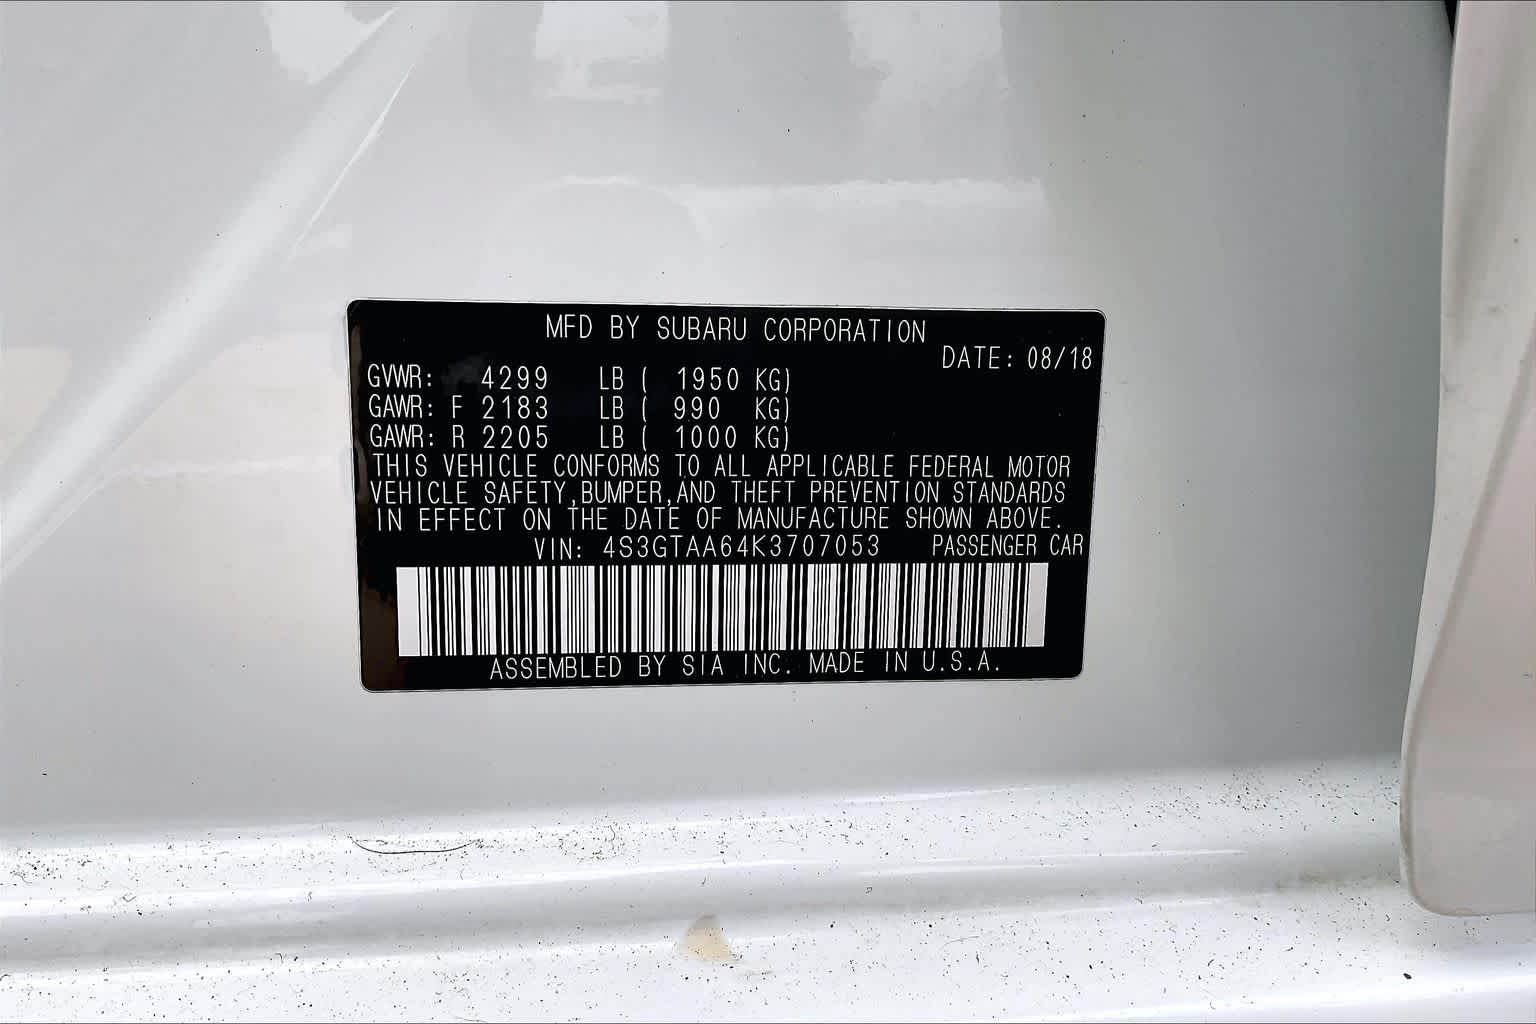 MFD BY SUBARU CORPORATION
DATE: 08/18
GVWR: 4299 LB ( 1950 KG)
GAWR: F 2183 LB ( 990 KG)
GAWR: R 2205 LB ( 1000 KG)
THIS VEHICLE CONFORMS TO ALL APPLICABLE FEDERAL MOTOR
VEHICLE SAFETY,BUMPER,AND THEFT PREVENTION STANDARDS
IN EFFECT ON THE DATE OF MANUFACTURE SHOWN ABOVE.
VIN: 4S3GTAA64K3707053 PASSENGER CAR
ASSEMBLED BY SIA INC. MADE IN U.S.A.